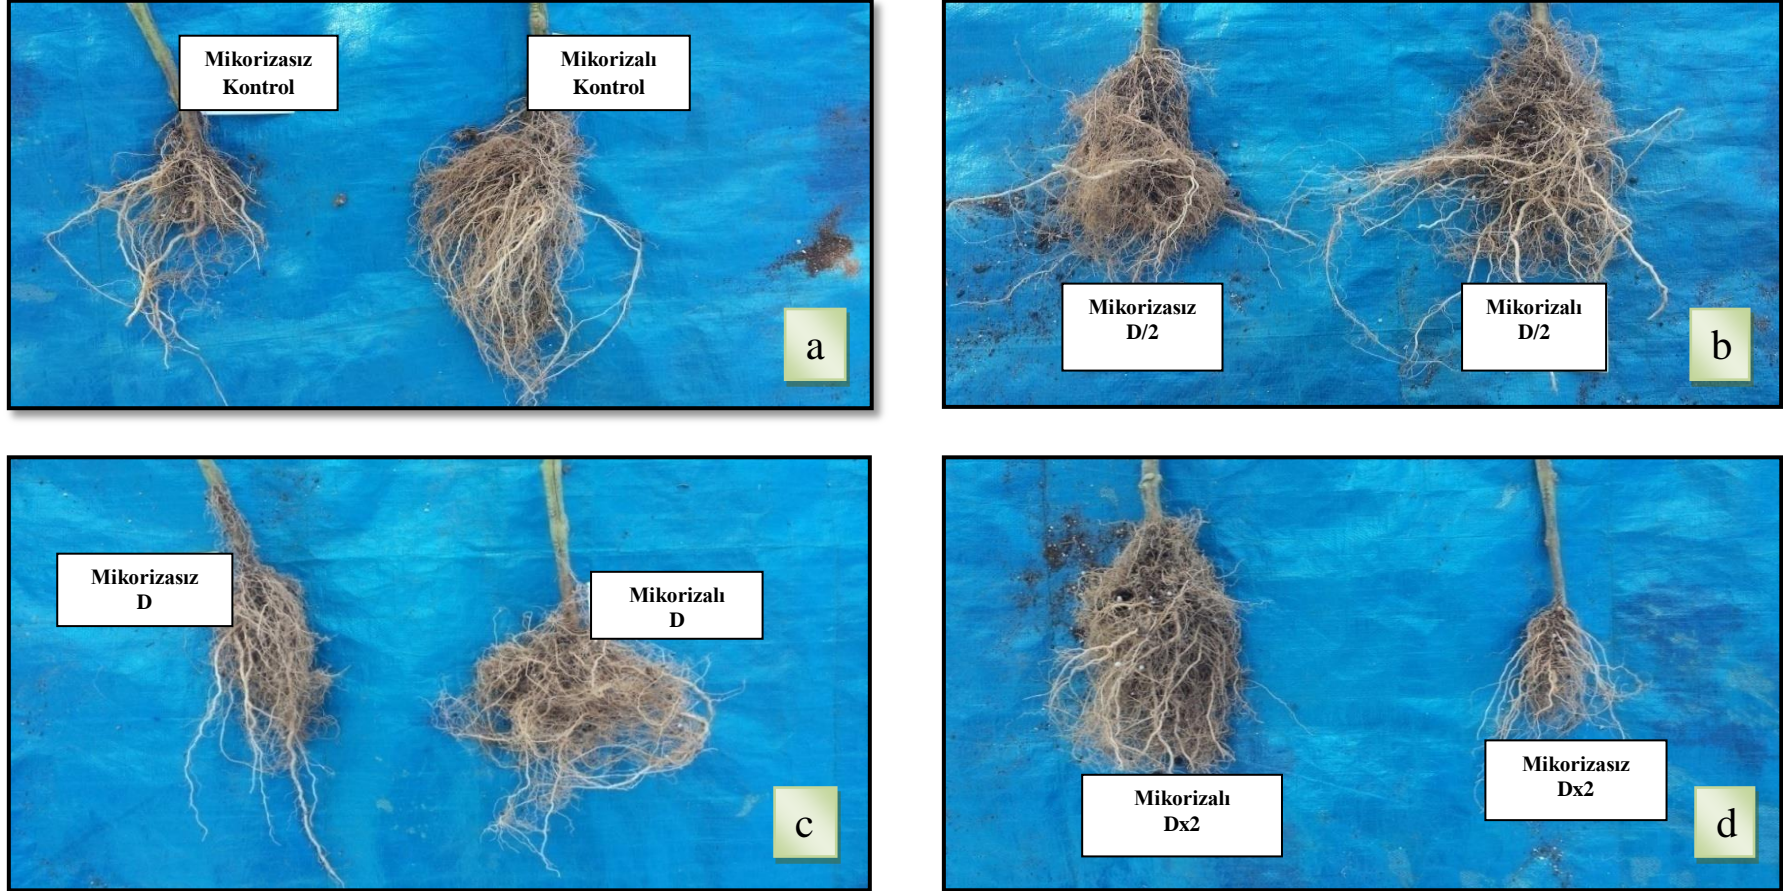 Mikorizasız
Kontrol
Mikorizalı
Kontrol
a
Mikorizasız
D/2
Mikorizalı
D/2
b
Mikorizasız
D
Mikorizalı
D
c
Mikorizalı
Dx2
Mikorizasız
Dx2
d